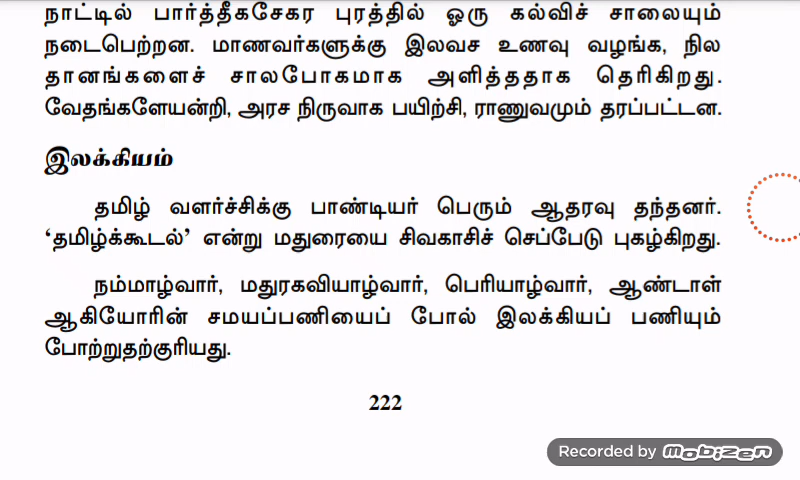 நாட்டில் பார்த்தீகசேகர புரத்தில் ஓரு கல்விச் சாலையும்
நடைபெற்றன. மாணவர்களுக்கு இலவச உணவு வழங்க, நில
தானங்களைச் சாலபோகமாக அளித்ததாக தெரிகிறது.
வேதங்களேயன்றி, அரச நிருவாக பயிற்சி, ராணுவமும் தரப்பட்டன.
இலக்கியம்
தமிழ் வளர்ச்சிக்கு பாண்டியர் பெரும் ஆதரவு தந்தனர்.
‘தமிழ்க்கூடல்’ என்று மதுரையை சிவகாசிச் செப்பேடு புகழ்கிறது.
நம்மாழ்வார், மதுரகவியாழ்வார், பெரியாழ்வார், ஆண்டாள்
ஆகியோரின் சமயப்பணியைப் போல் இலக்கியப் பணியும்
போற்றுதற்குரியது.
222
Recorded by mobizen